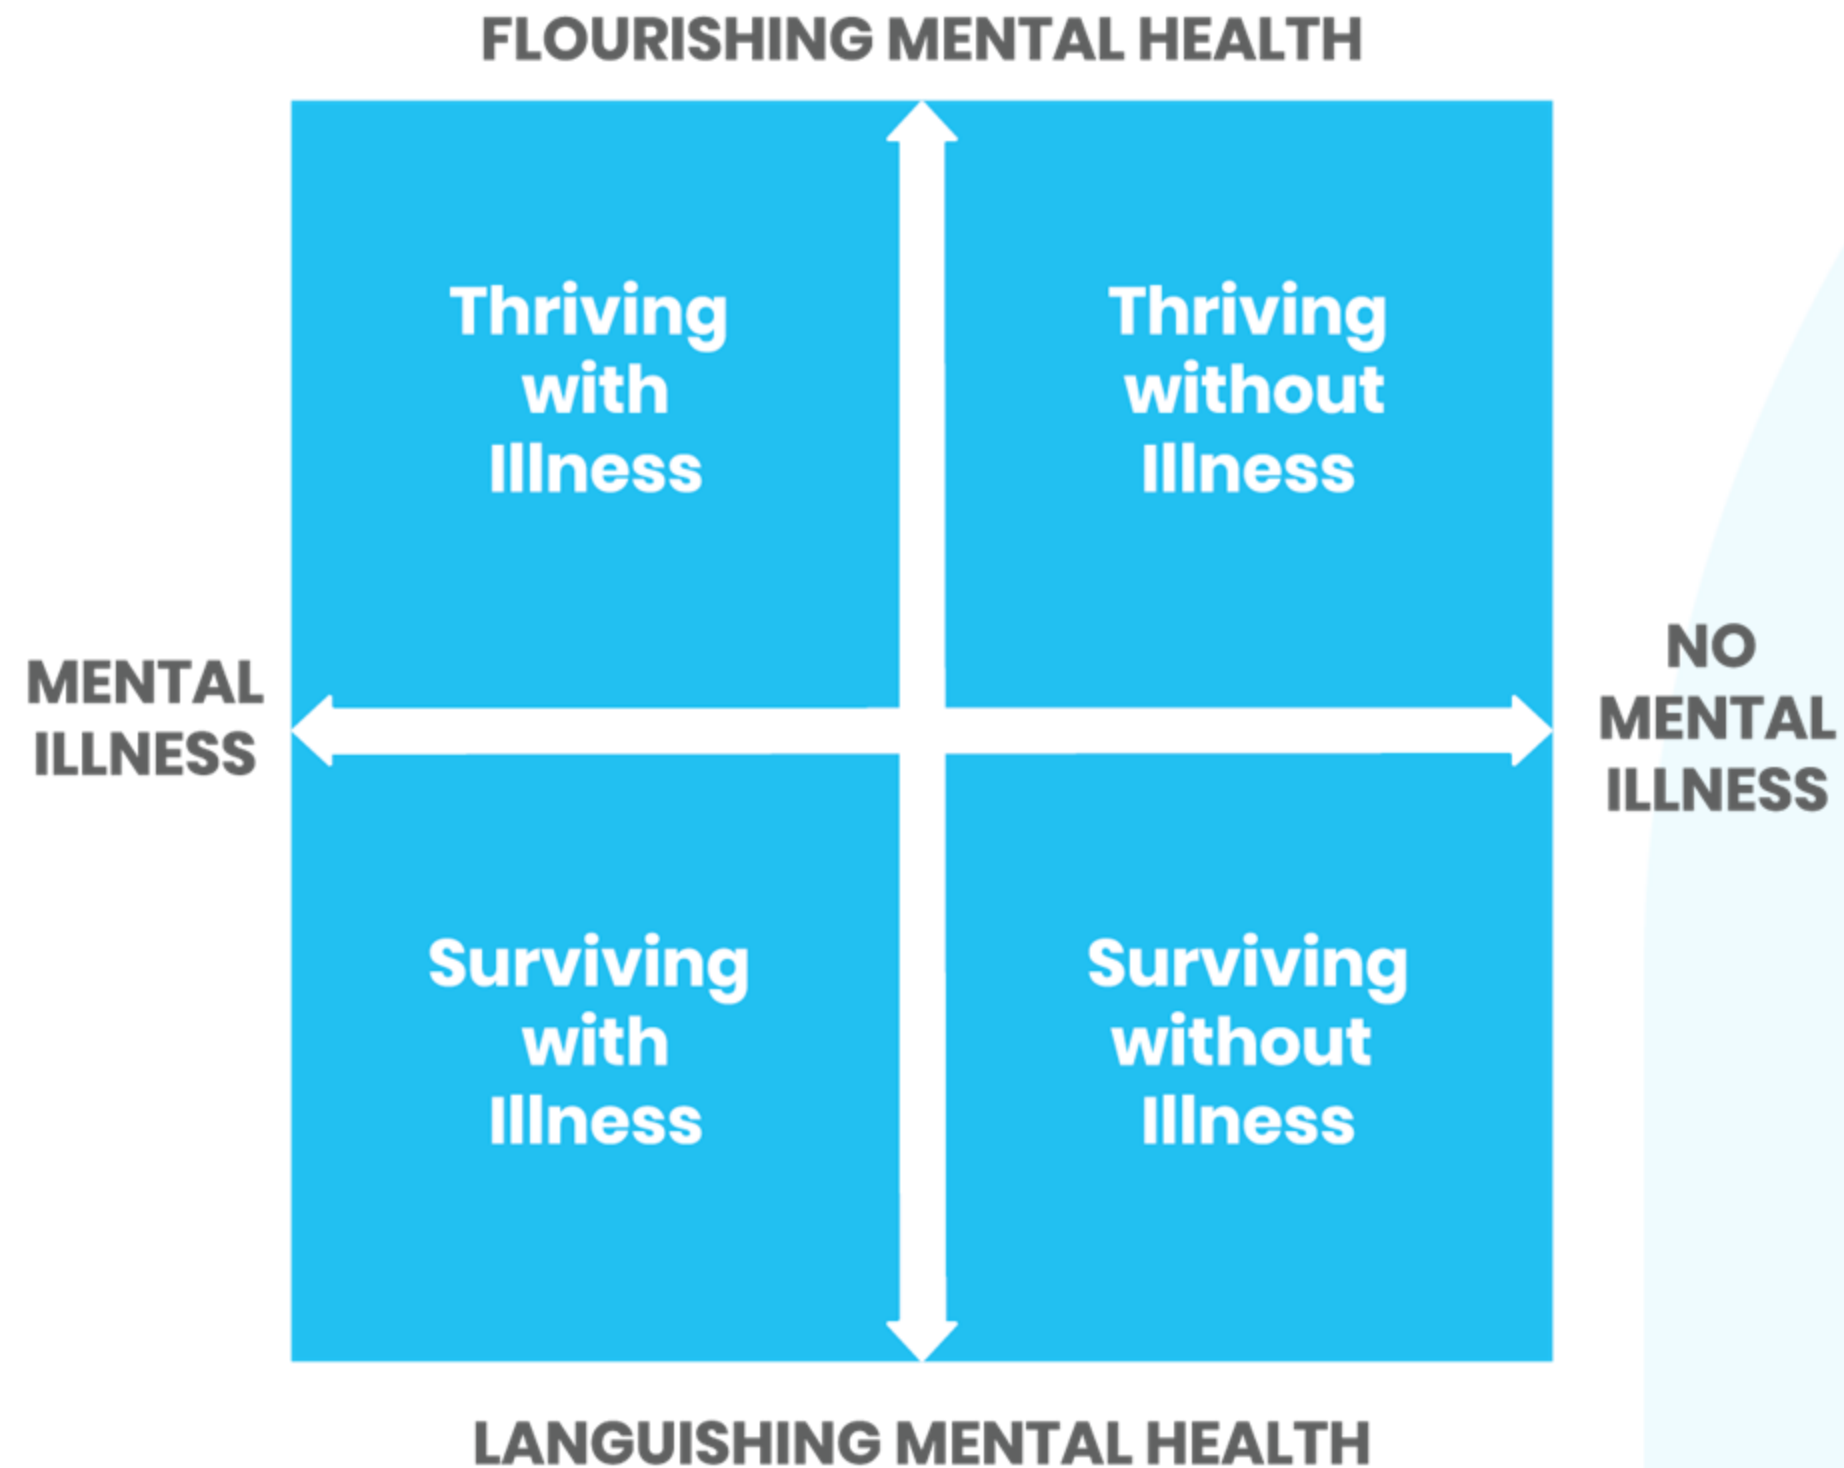 FLOURISHING MENTAL HEALTH
Thriving
with
Illness
Thriving
without
Illness
MENTAL
ILLNESS
NO
MENTAL
ILLNESS
Surviving
with
Illness
Surviving
without
Illness
LANGUISHING MENTAL HEALTH